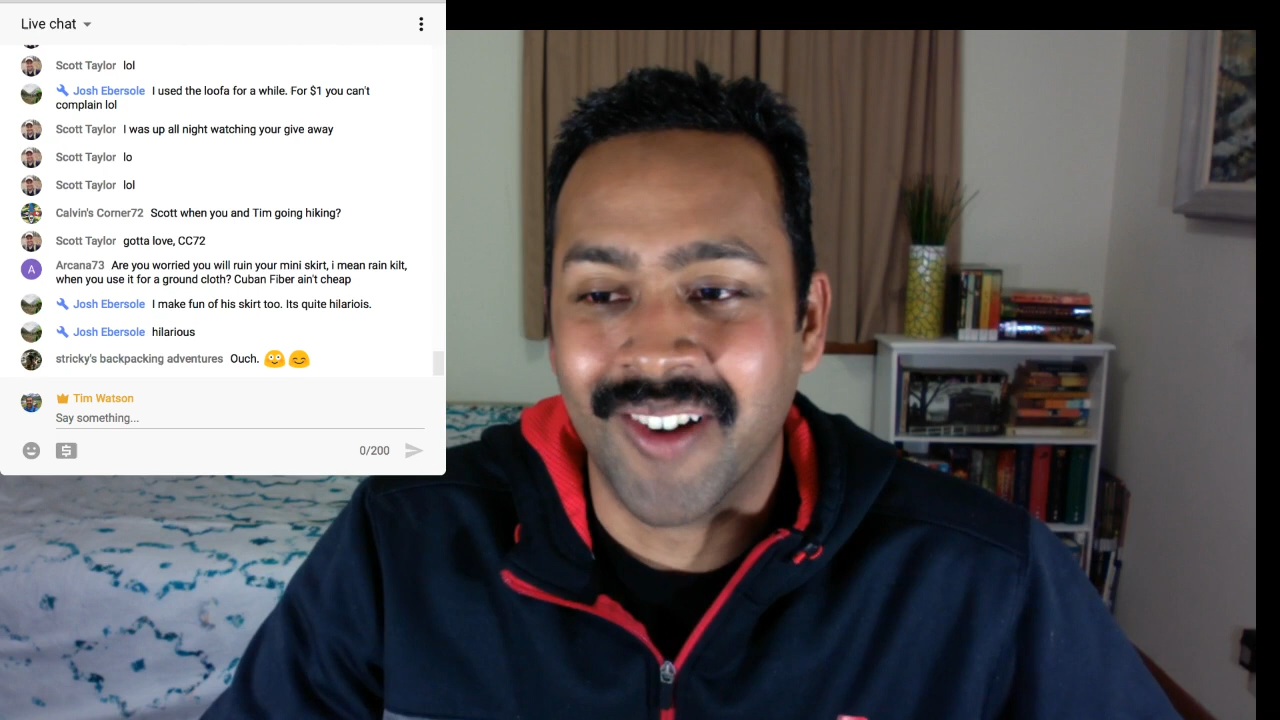 Live chat
Scott Taylor lol
Josh Ebersole I used the loofa for a while. For $1 you can't
complain lol
Scott Taylor I was up all night watching your give away
Scott Taylor lo
Scott Taylor lol
Calvin's Corner72 Scott when you and Tim going hiking?
Scott Taylor gotta love, CC72
A Arcana73 Are you worried you will ruin your mini skirt, i mean rain kilt,
when you use it for a ground cloth? Cuban Fiber ain't cheap
Josh Ebersole I make fun of his skirt too. Its quite hilariois.
Josh Ebersole hilarious
stricky's backpacking adventures Ouch. 🤪 😊
Tim Watson
Say something...
0/200